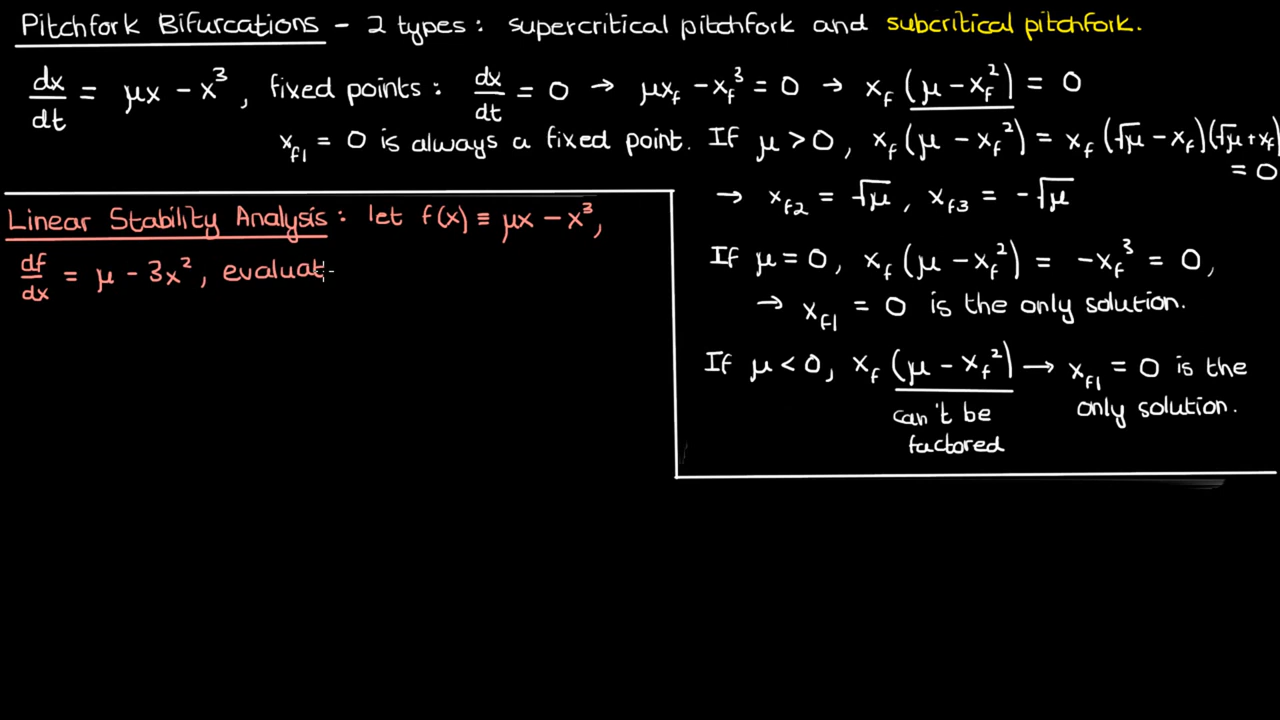 Pitchfork Bifurcations - 2 types: supercritical pitchfork and subcritical pitchfork.
dx/dt = μx - x³, fixed points: dx/dt = 0 → μx_f - x_f³ = 0 → x_f (μ - x_f²) = 0
x_f1 = 0 is always a fixed point. If μ > 0, x_f (μ - x_f²) = x_f (√μ - x_f)(√μ + x_f)
= 0
→ x_f2 = √μ, x_f3 = -√μ
If μ = 0, x_f (μ - x_f²) = -x_f³ = 0,
→ x_f1 = 0 is the only solution.
If μ < 0, x_f (μ - x_f²) → x_f1 = 0 is the
only solution.
can't be
factored
Linear Stability Analysis: let f(x) ≡ μx - x³,
df/dx = μ - 3x², evaluat